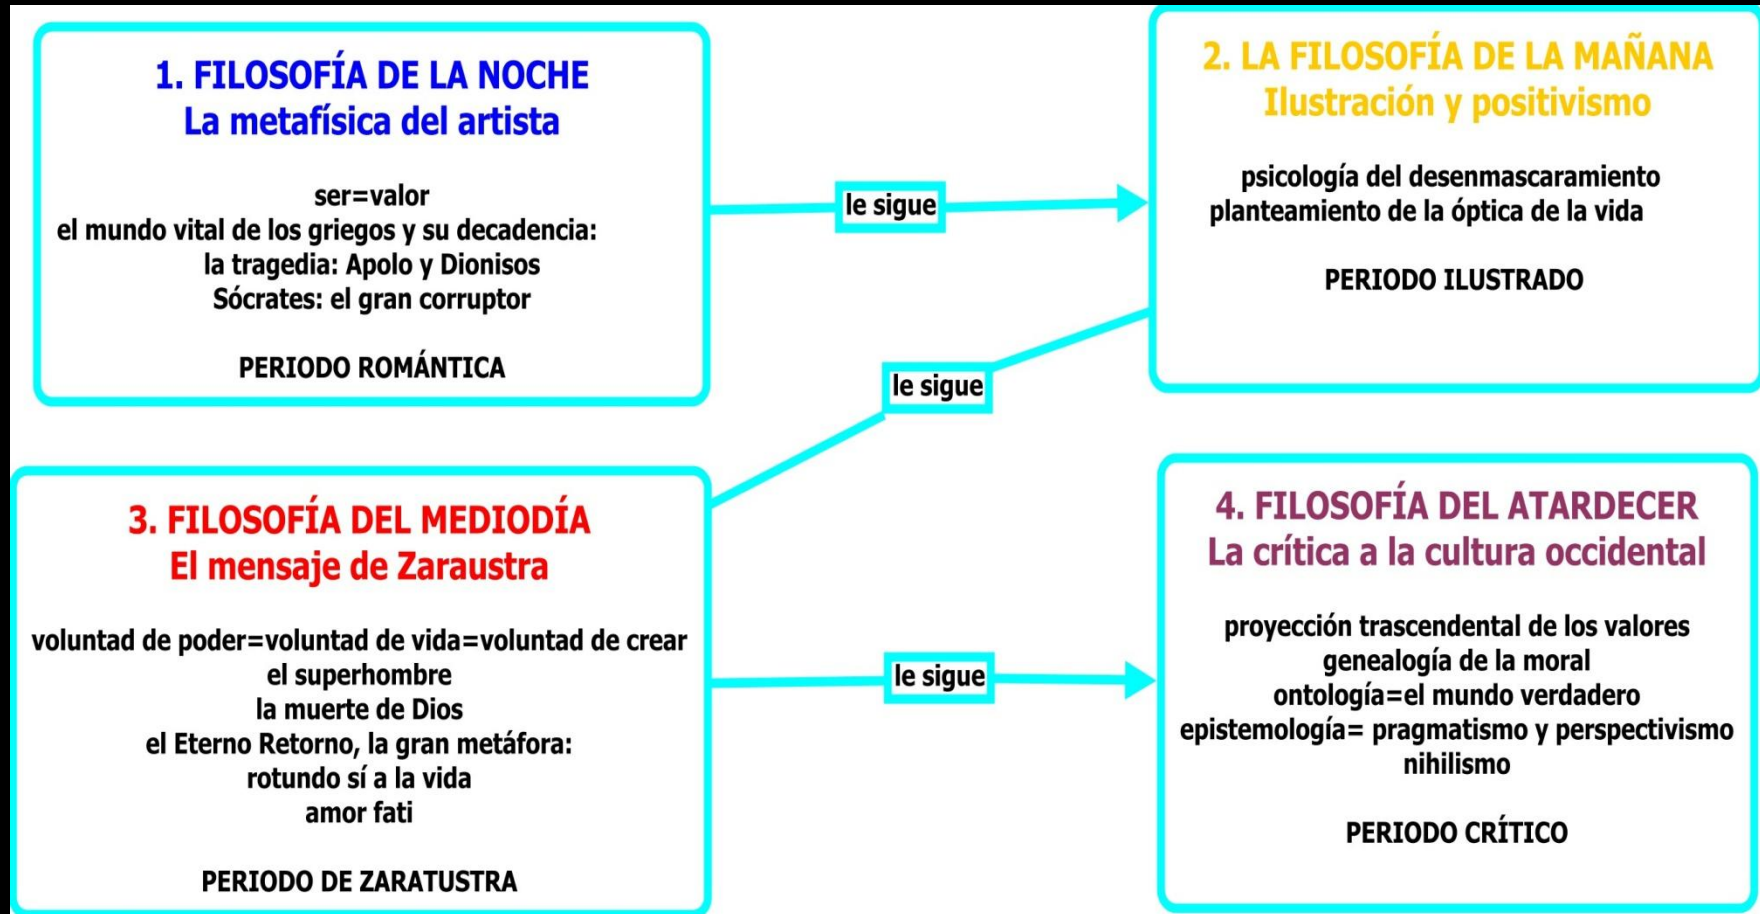 1. FILOSOFÍA DE LA NOCHE
La metafísica del artista
ser=valor
el mundo vital de los griegos y su decadencia:
la tragedia: Apolo y Dionisos
Sócrates: el gran corruptor
PERIODO ROMÁNTICA
le sigue
2. LA FILOSOFÍA DE LA MAÑANA
Ilustración y positivismo
psicología del desenmascaramiento
planteamiento de la óptica de la vida
PERIODO ILUSTRADO
le sigue
3. FILOSOFÍA DEL MEDIODÍA
El mensaje de Zaraustra
voluntad de poder=voluntad de vida=voluntad de crear
el superhombre
la muerte de Dios
el Eterno Retorno, la gran metáfora:
rotundo sí a la vida
amor fati
PERIODO DE ZARATUSTRA
le sigue
4. FILOSOFÍA DEL ATARDECER
La crítica a la cultura occidental
proyección trascendental de los valores
genealogía de la moral
ontología=el mundo verdadero
epistemología= pragmatismo y perspectivismo
nihilismo
PERIODO CRÍTICO